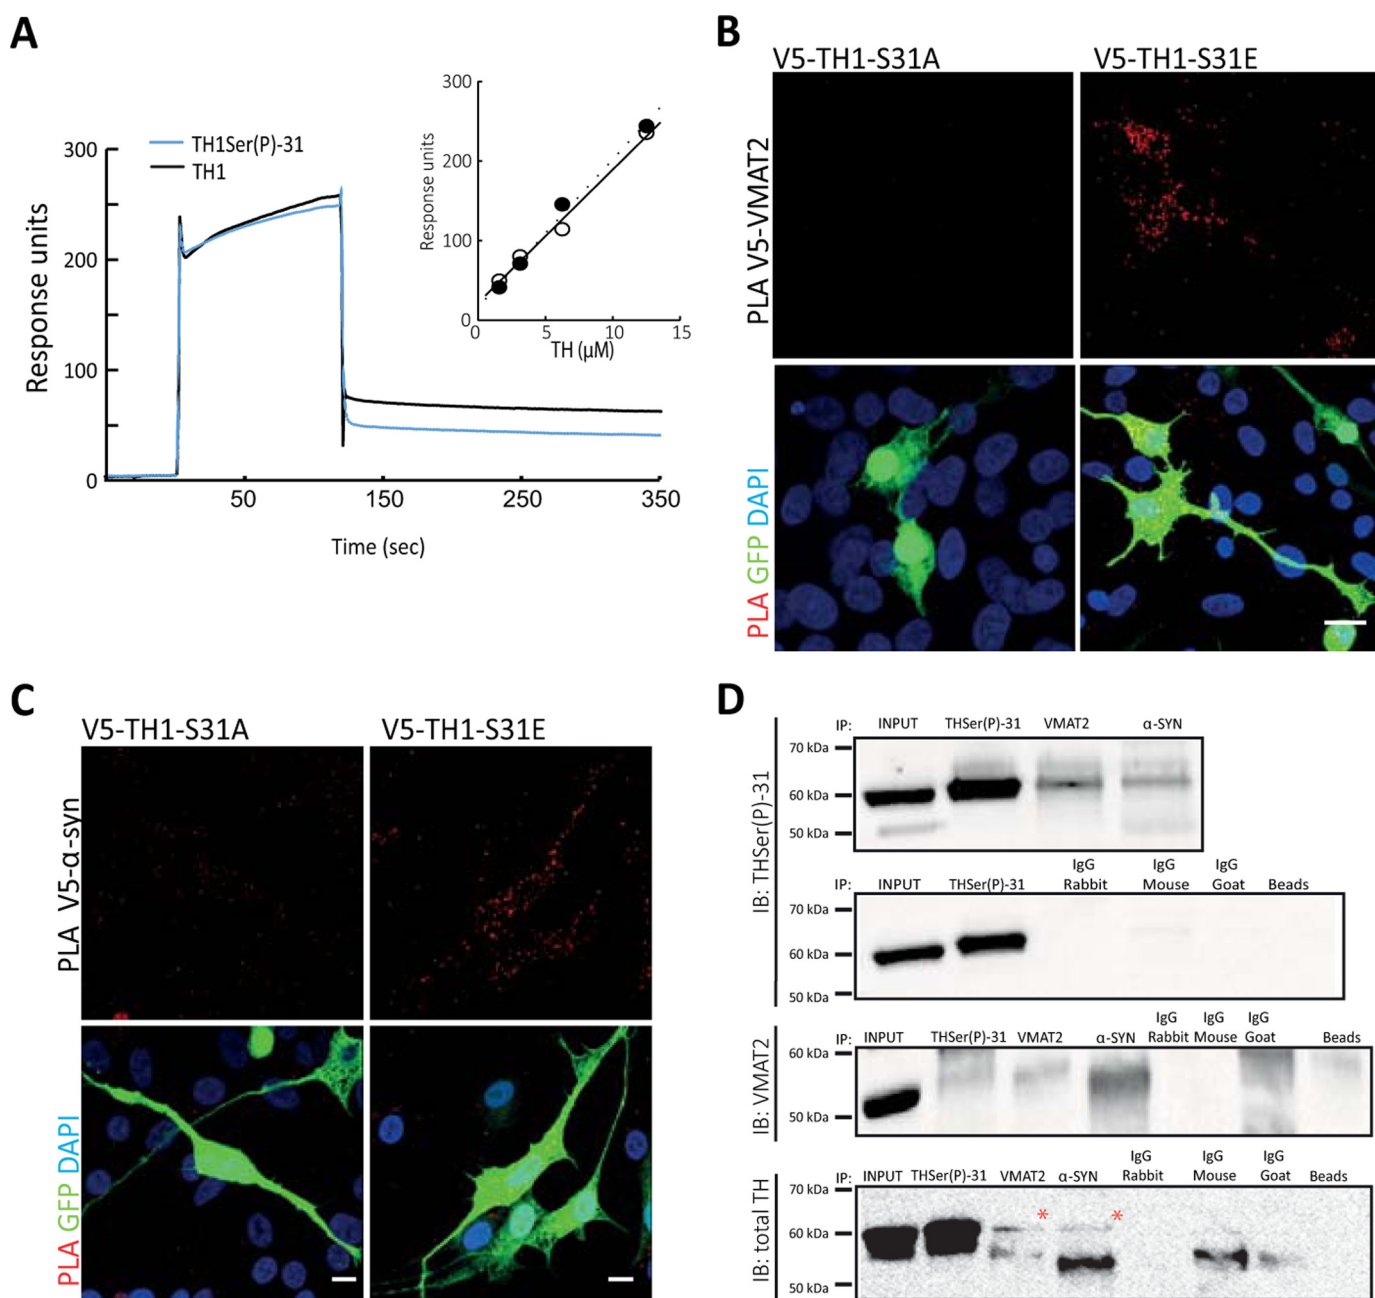 A
TH1Ser(P)-31
TH1
Response units
300
200
100
0
50
150
250
350
Time (sec)
Response units
300
200
100
0
0
5
10
15
TH (μM)
B
V5-TH1-S31A
V5-TH1-S31E
PLA V5-VMAT2
PLA GFP DAPI
C
V5-TH1-S31A
V5-TH1-S31E
PLA V5-α-syn
PLA GFP DAPI
D
IB: THSer(P)-31
IP: INPUT THSer(P)-31 VMAT2 α-SYN
70 kDa
60 kDa
50 kDa
IP: INPUT THSer(P)-31 IgG Rabbit IgG Mouse IgG Goat Beads
70 kDa
60 kDa
50 kDa
IB: VMAT2
IP: INPUT THSer(P)-31 VMAT2 α-SYN IgG Rabbit IgG Mouse IgG Goat Beads
60 kDa
50 kDa
IB: total TH
IP: INPUT THSer(P)-31 VMAT2 α-SYN IgG Rabbit IgG Mouse IgG Goat Beads
70 kDa
60 kDa
50 kDa
* *